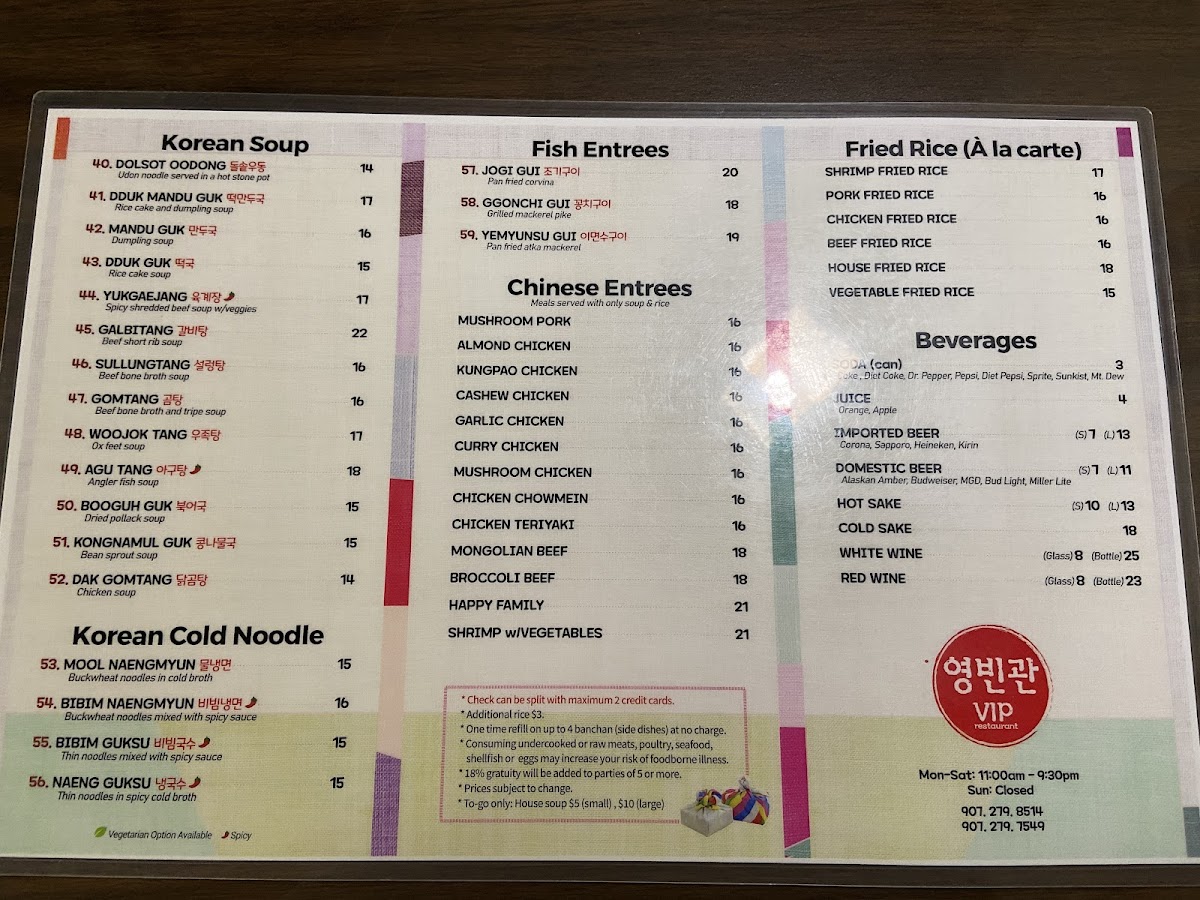 Korean Soup
40. DOLSOT OODONG 돌솥우동 14
Udon noodle served in a hot stone pot
41. DDUK MANDU GUK 떡만두국 17
Rice cake and dumpling soup
42. MANDU GUK 만두국 16
Dumpling soup
43. DDUK GUK 떡국 15
Rice cake soup
44. YUKGAEJANG 육계장 17
Spicy shredded beef soup w/veggies
45. GALBITANG 갈비탕 22
Beef short rib soup
46. SULLUNGTANG 설렁탕 16
Beef bone broth soup
47. GOMTANG 곰탕 16
Beef bone broth and tripe soup
48. WOOJOK TANG 우족탕 17
Ox feet soup
49. AGU TANG 아구탕 18
Angler fish soup
50. BOOGUH GUK 북어국 15
Dried pollack soup
51. KONGNAMUL GUK 콩나물국 15
Bean sprout soup
52. DAK GOMTANG 닭곰탕 14
Chicken soup
Korean Cold Noodle
53. MOOL NAENGMYUN 물냉면 15
Buckwheat noodles in cold broth
54. BIBIM NAENGMYUN 비빔냉면 16
Buckwheat noodles mixed with spicy sauce
55. BIBIM GUKSU 비빔국수 15
Thin noodles mixed with spicy sauce
56. NAENG GUKSU 냉국수 15
Thin noodles in spicy cold broth
Vegetarian Option Available Spicy
Fish Entrees
57. JOGI GUI 조기구이 20
Pan fried corvina
58. GGONCHI GUI 꽁치구이 18
Grilled mackerel pike
59. YEMYUNSU GUI 이면수구이 19
Pan fried atka mackerel
Chinese Entrees
Meals served with only soup & rice
MUSHROOM PORK 16
ALMOND CHICKEN 16
KUNGPAO CHICKEN 16
CASHEW CHICKEN 16
GARLIC CHICKEN 16
CURRY CHICKEN 16
MUSHROOM CHICKEN 16
CHICKEN CHOWMEIN 16
CHICKEN TERIYAKI 16
MONGOLIAN BEEF 18
BROCCOLI BEEF 18
HAPPY FAMILY 21
SHRIMP w/VEGETABLES 21
* Check can be split with maximum 2 credit cards.
* Additional rice $3.
* One time refill on up to 4 banchan (side dishes) at no charge.
* Consuming undercooked or raw meats, poultry, seafood,
shellfish or eggs may increase your risk of foodborne illness.
* 18% gratuity will be added to parties of 5 or more.
* Prices subject to change.
* To-go only: House soup $5 (small) , $10 (large)
Fried Rice (À la carte)
SHRIMP FRIED RICE 17
PORK FRIED RICE 16
CHICKEN FRIED RICE 16
BEEF FRIED RICE 16
HOUSE FRIED RICE 18
VEGETABLE FRIED RICE 15
Beverages
SODA (can) 3
Coke , Diet Coke, Dr. Pepper, Pepsi, Diet Pepsi, Sprite, Sunkist, Mt. Dew
JUICE 4
Orange, Apple
IMPORTED BEER (S) 7 (L) 13
Corona, Sapporo, Heineken, Kirin
DOMESTIC BEER (S) 7 (L) 11
Alaskan Amber, Budweiser, MGD, Bud Light, Miller Lite
HOT SAKE (S) 10 (L) 13
COLD SAKE 18
WHITE WINE (Glass) 8 (Bottle) 25
RED WINE (Glass) 8 (Bottle) 23
영빈관
VIP
restaurant
Mon-Sat: 11:00am - 9:30pm
Sun: Closed
907. 279. 8514
907. 279. 7549